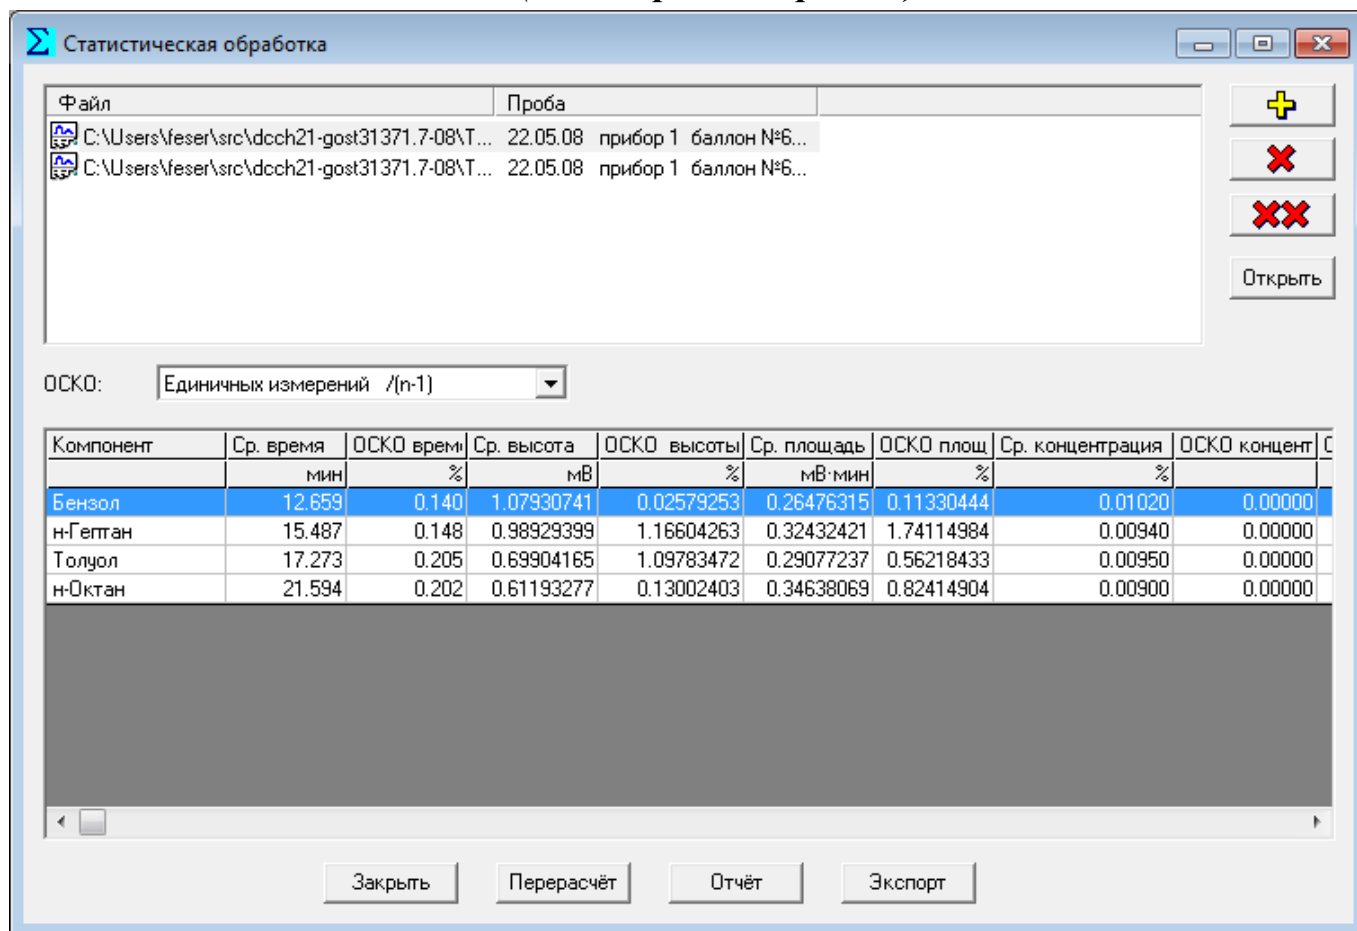 Статистическая обработка
Файл Проба
C:\Users\feser\src\dcch21-gost31371.7-08\T... 22.05.08 прибор 1 баллон №6...
C:\Users\feser\src\dcch21-gost31371.7-08\T... 22.05.08 прибор 1 баллон №6...
Открыть
ОСКО: Единичных измерений /(n-1)
Компонент Ср. время ОСКО время Ср. высота ОСКО высоты Ср. площадь ОСКО площ Ср. концентрация ОСКО концент С
мин % мВ % мВ·мин % %
Бензол 12.659 0.140 1.07930741 0.02579253 0.26476315 0.11330444 0.01020 0.00000
н-Гептан 15.487 0.148 0.98929399 1.16604263 0.32432421 1.74114984 0.00940 0.00000
Толуол 17.273 0.205 0.69904165 1.09783472 0.29077237 0.56218433 0.00950 0.00000
н-Октан 21.594 0.202 0.61193277 0.13002403 0.34638069 0.82414904 0.00900 0.00000
Закрыть Перерасчёт Отчёт Экспорт